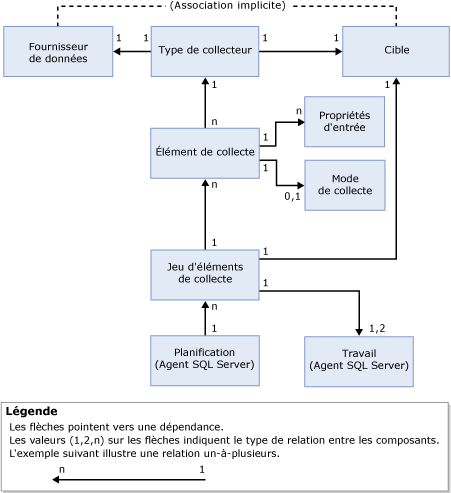 (Association implicite)
1
1
1
1
Fournisseur
de données
Type de collecteur
Cible
1
1
n
n
1
Propriétés
d'entrée
Élément de collecte
1
n
0,1
Mode
de collecte
1
1
Jeu d'éléments
de collecte
1
n
1
1,2
Planification
(Agent SQL Server)
Travail
(Agent SQL Server)
Légende
Les flèches pointent vers une dépendance.
Les valeurs (1,2,n) sur les flèches indiquent le type de relation entre les composants.
L'exemple suivant illustre une relation un-à-plusieurs.
n
1